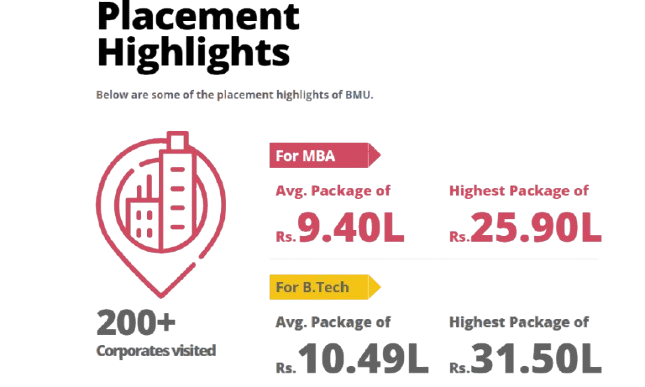 Placement
Highlights
Below are some of the placement highlights of BMU.
For MBA
Avg. Package of
Rs.9.40L
Highest Package of
Rs.25.90L
For B.Tech
Avg. Package of
Rs.10.49L
Highest Package of
Rs.31.50L
200+
Corporates visited